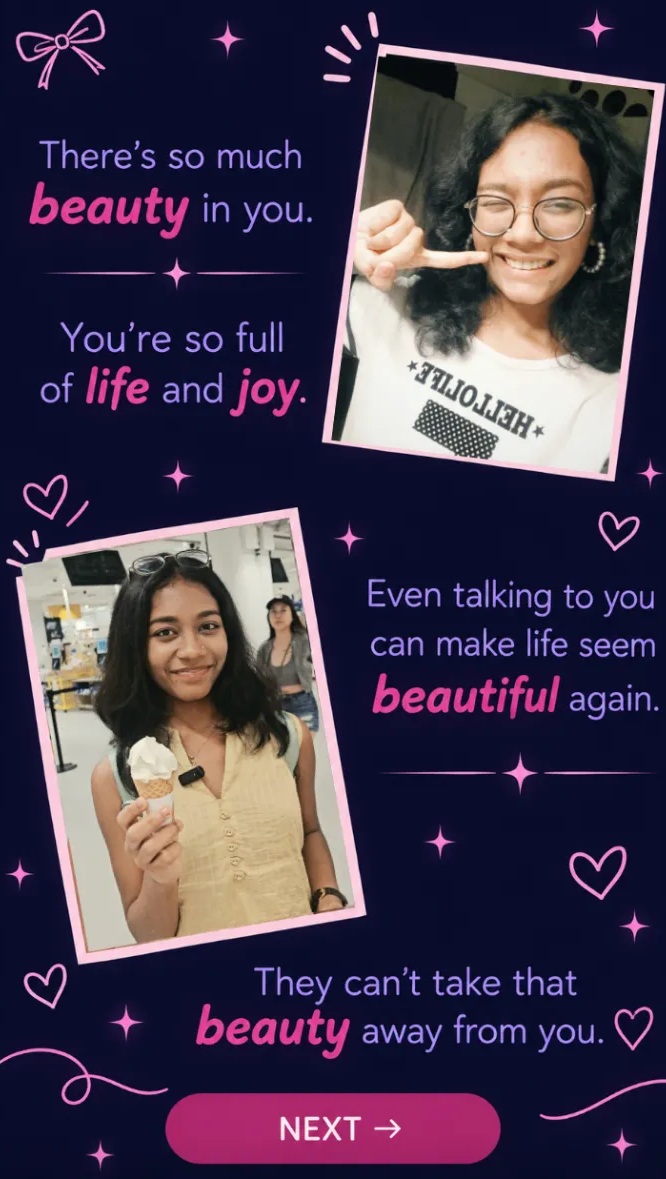 There's so much
beauty in you.
You're so full
of life and joy.
HELLOLIFE
Even talking to you
can make life seem
beautiful again.
They can't take that
beauty away from you.
NEXT →